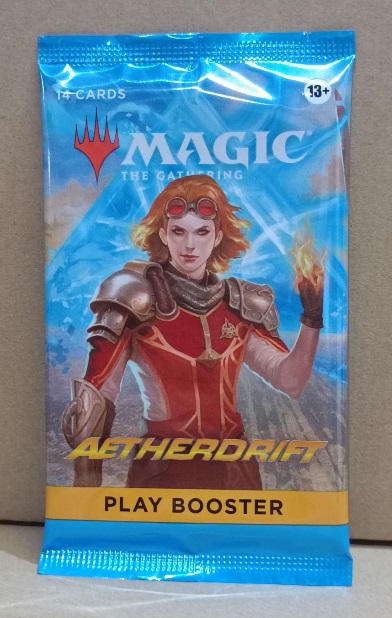 14 CARDS
13+
MAGIC
THE GATHERING
AETHERDRIFT
PLAY BOOSTER